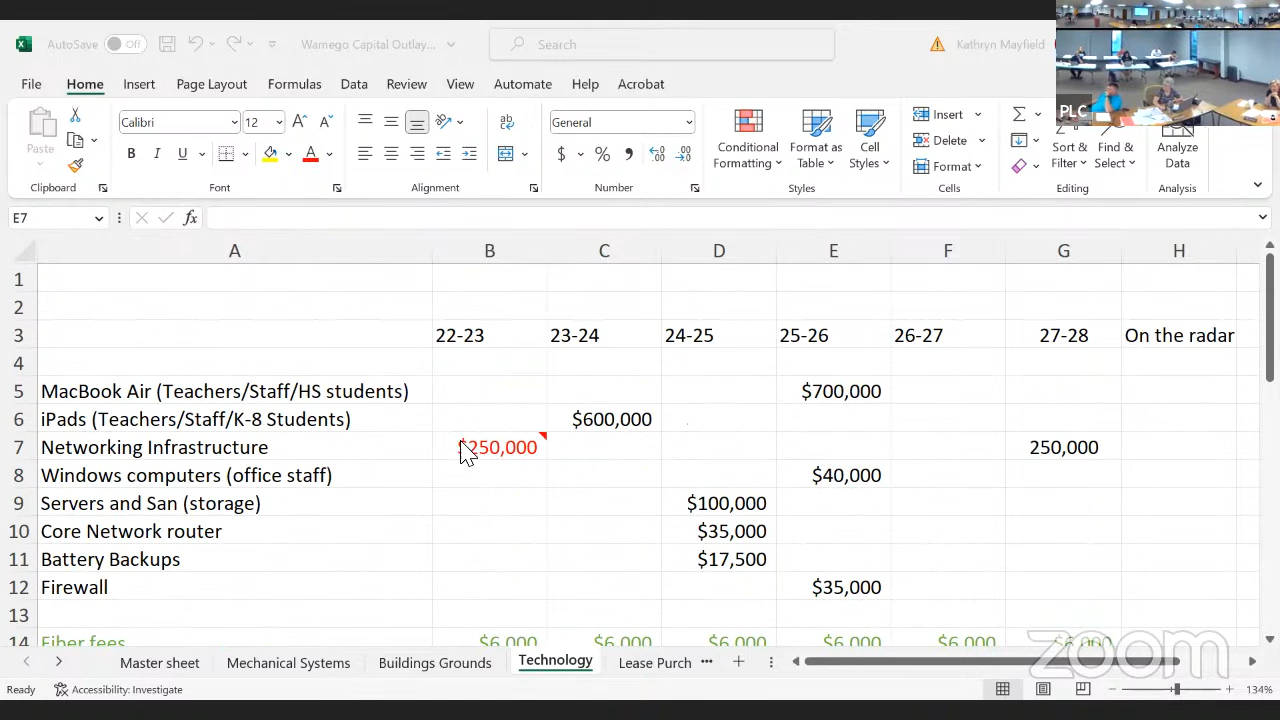 AutoSave Off Wamego Capital Outlay... Search Kathryn Mayfield
PLC
File Home Insert Page Layout Formulas Data Review View Automate Help Acrobat
Paste Calibri 12 General Conditional Formatting Format as Table Cell Styles Insert Delete Format Sort & Filter Find & Select Analyze Data
Clipboard Font Alignment Number Styles Cells Editing Analysis
E7 fx
A B C D E F G H
1
2
3 22-23 23-24 24-25 25-26 26-27 27-28 On the radar
4
5 MacBook Air (Teachers/Staff/HS students) $700,000
6 iPads (Teachers/Staff/K-8 Students) $600,000
7 Networking Infrastructure $250,000 250,000
8 Windows computers (office staff) $40,000
9 Servers and San (storage) $100,000
10 Core Network router $35,000
11 Battery Backups $17,500
12 Firewall $35,000
13
14 Fiber fees $6,000 $6,000 $6,000 $6,000 $6,000 $6,000
zoom
Master sheet Mechanical Systems Buildings Grounds Technology Lease Purch ...
Ready Accessibility: Investigate 134%